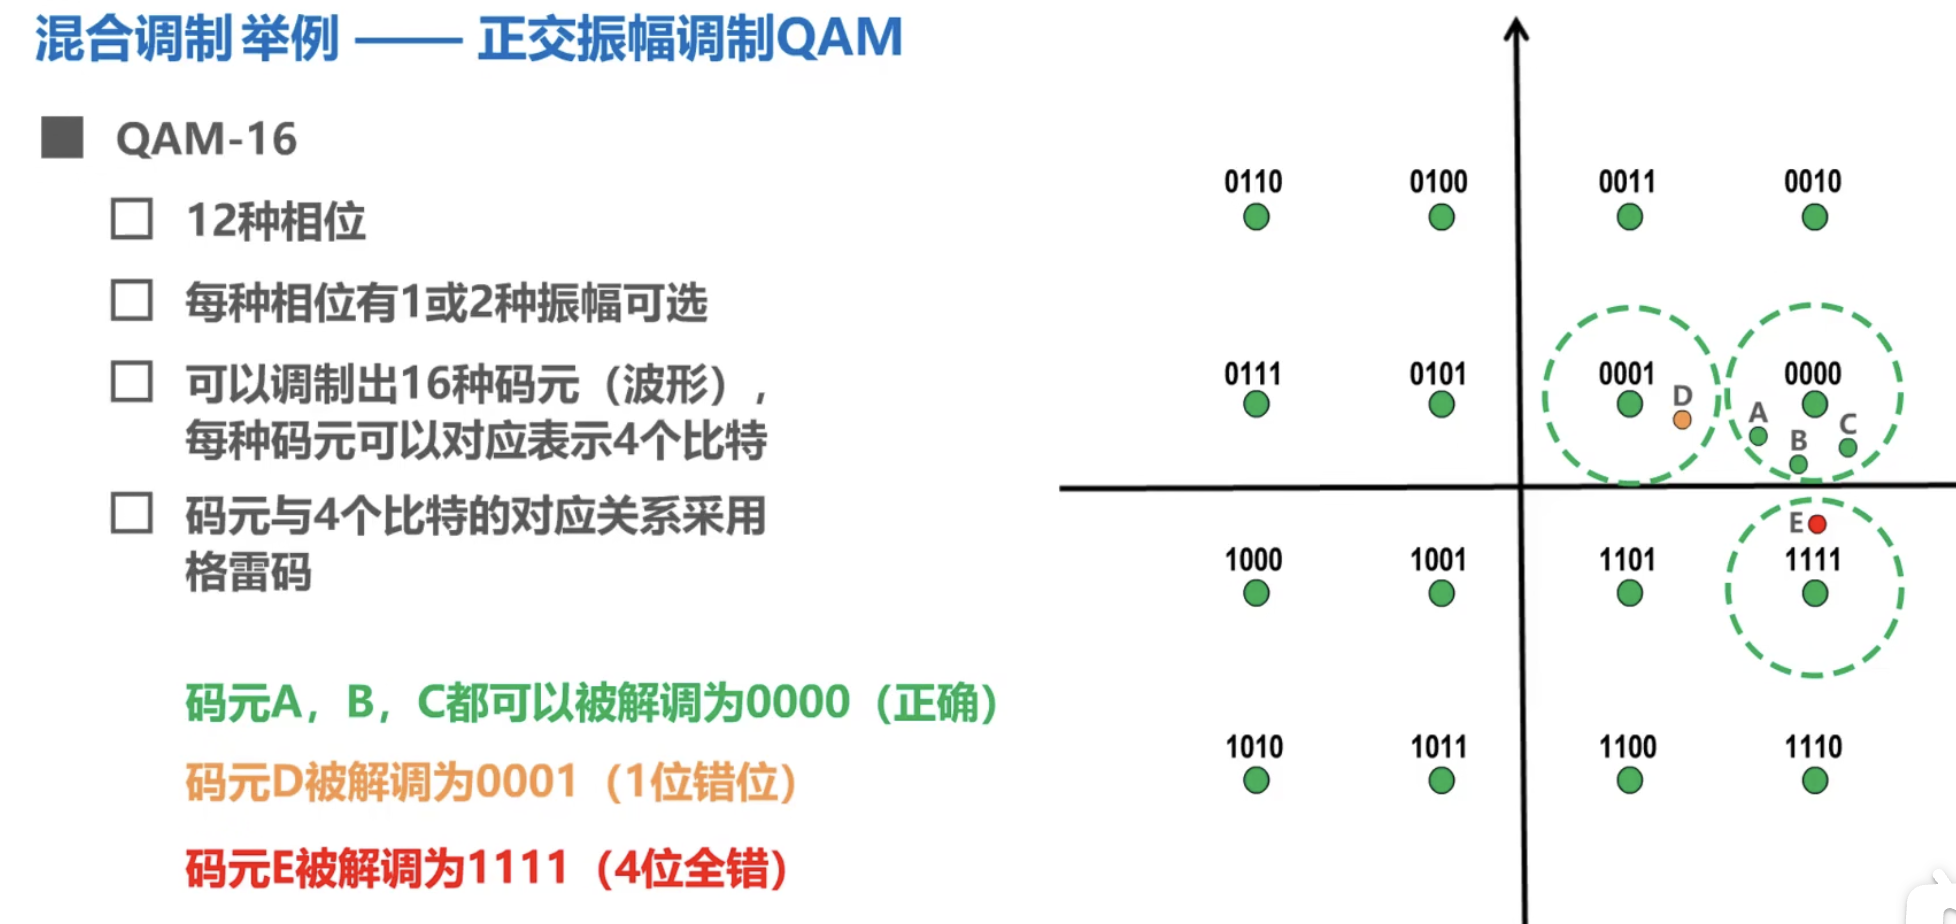 混合调制 举例 —— 正交振幅调制QAM
QAM-16
12种相位
每种相位有1或2种振幅可选
可以调制出16种码元（波形），
每种码元可以对应表示4个比特
码元与4个比特的对应关系采用
格雷码
码元A，B，C都可以被解调为0000（正确）
码元D被解调为0001（1位错位）
码元E被解调为1111（4位全错）
0110 0100 0011 0010
0111 0101 0001 0000
D A B C
E
1000 1001 1101 1111
1010 1011 1100 1110